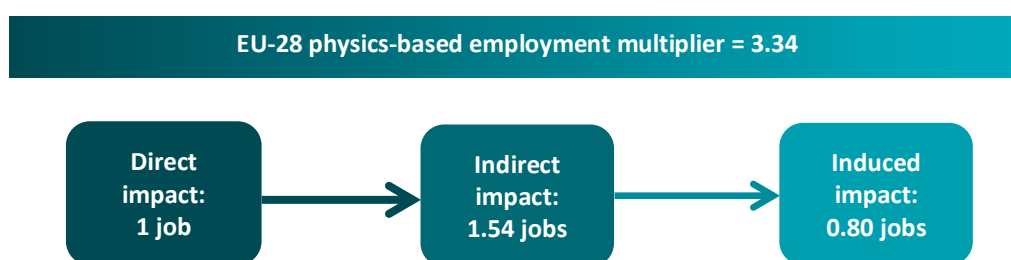 EU-28 physics-based employment multiplier = 3.34
Direct
impact:
1 job
Indirect
impact:
1.54 jobs
Induced
impact:
0.80 jobs